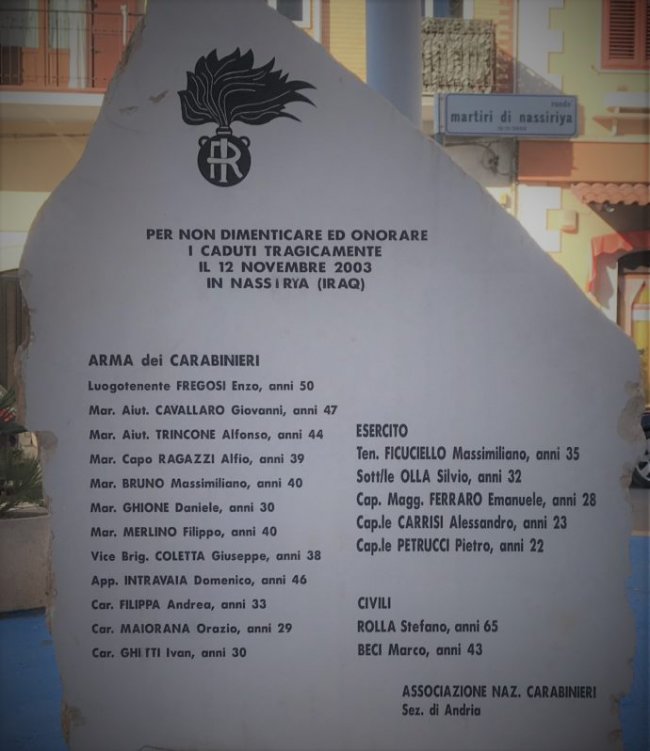 RI
martiri di nassiriya
PER NON DIMENTICARE ED ONORARE
I CADUTI TRAGICAMENTE
IL 12 NOVEMBRE 2003
IN NASSIRYA (IRAQ)
ARMA dei CARABINIERI
Luogotenente FREGOSI Enzo, anni 50
Mar. Aiut. CAVALLARO Giovanni, anni 47
Mar. Aiut. TRINCONE Alfonso, anni 44
Mar. Capo RAGAZZI Alfio, anni 39
Mar. BRUNO Massimiliano, anni 40
Mar. GHIONE Daniele, anni 30
Mar. MERLINO Filippo, anni 40
Vice Brig. COLETTA Giuseppe, anni 38
App. INTRAVAIA Domenico, anni 46
Car. FILIPPA Andrea, anni 33
Car. MAIORANA Orazio, anni 29
Car. GHITTI Ivan, anni 30
ESERCITO
Ten. FICUCIELLO Massimiliano, anni 35
Sott/le OLLA Silvio, anni 32
Cap. Magg. FERRARO Emanuele, anni 28
Cap.le CARRISI Alessandro, anni 23
Cap.le PETRUCCI Pietro, anni 22
CIVILI
ROLLA Stefano, anni 65
BECI Marco, anni 43
ASSOCIAZIONE NAZ. CARABINIERI
Sez. di Andria